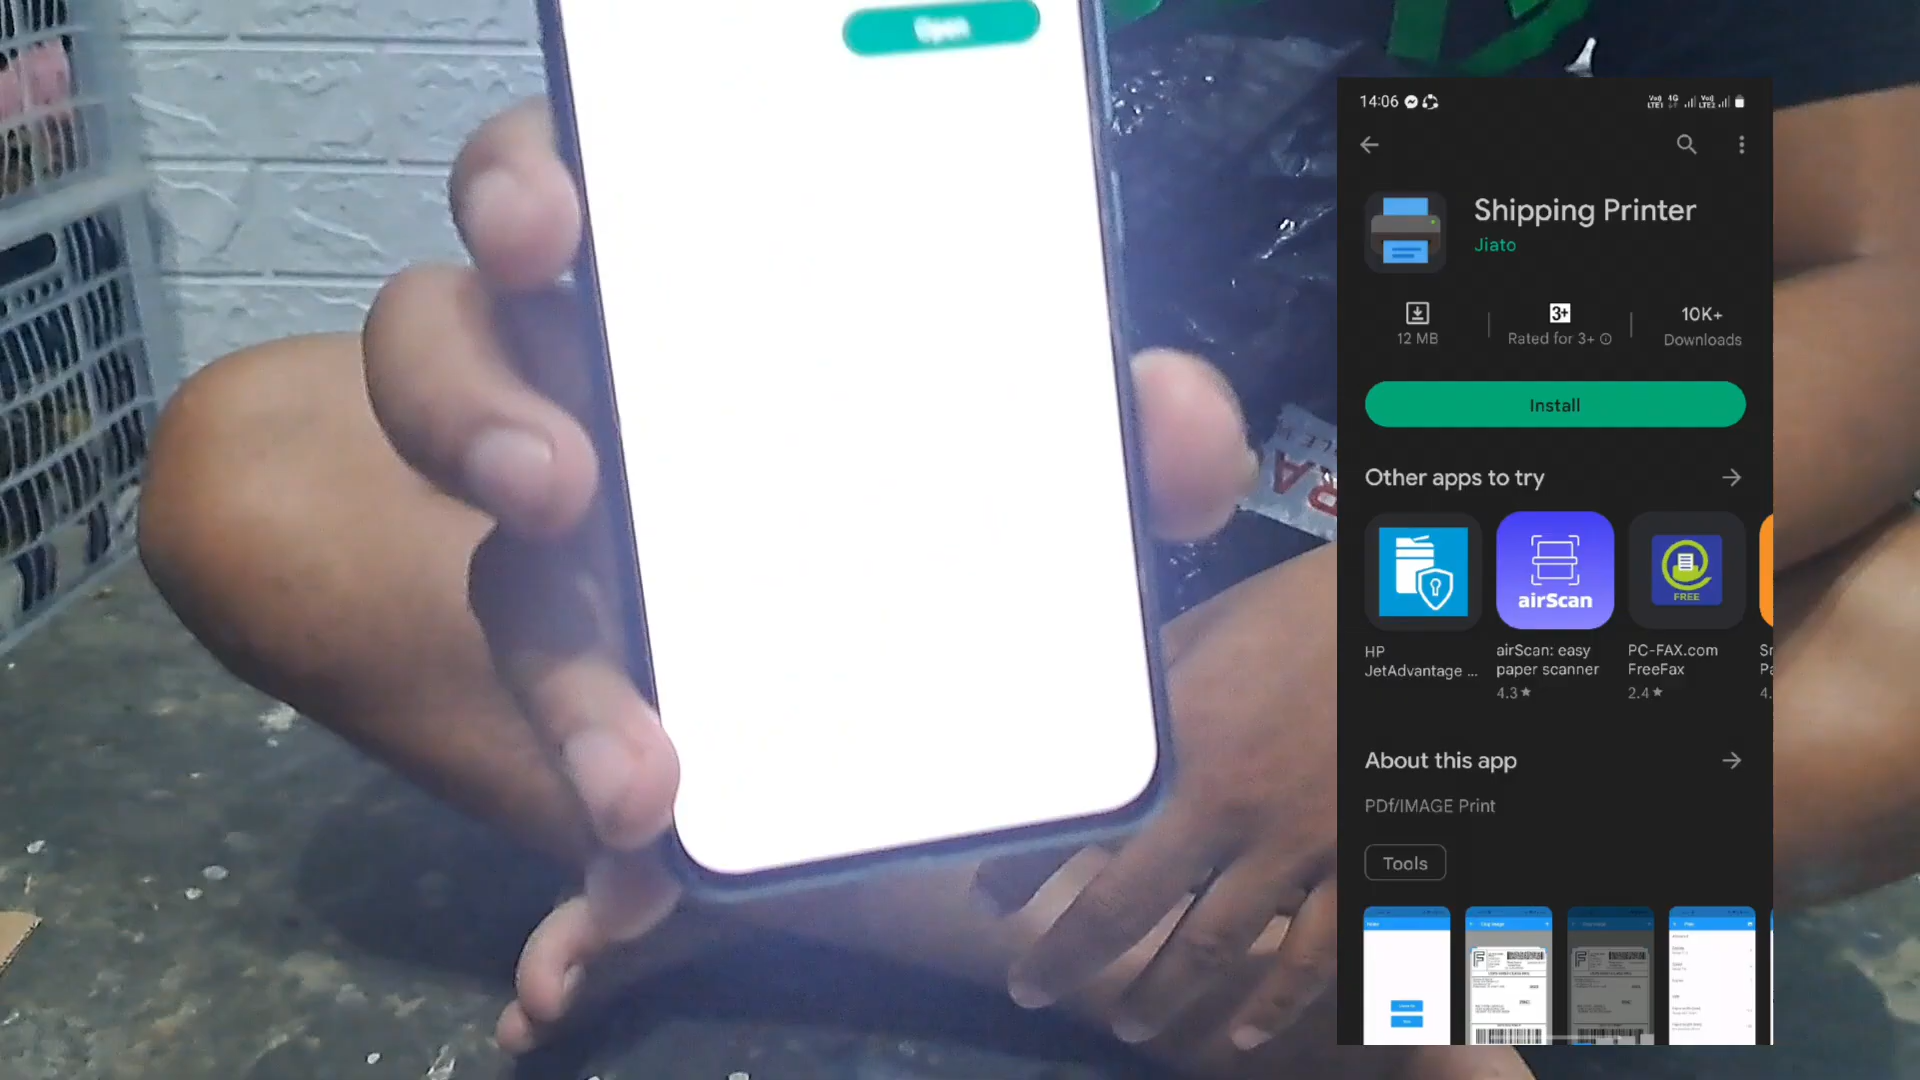 Open
14:06
Shipping Printer
Jiato
12 MB
3+
Rated for 3+
10K+
Downloads
Install
Other apps to try
airScan
FREE
HP
JetAdvantage ...
airScan: easy
paper scanner
4.3★
PC-FAX.com
FreeFax
2.4★
About this app
PDf/IMAGE Print
Tools